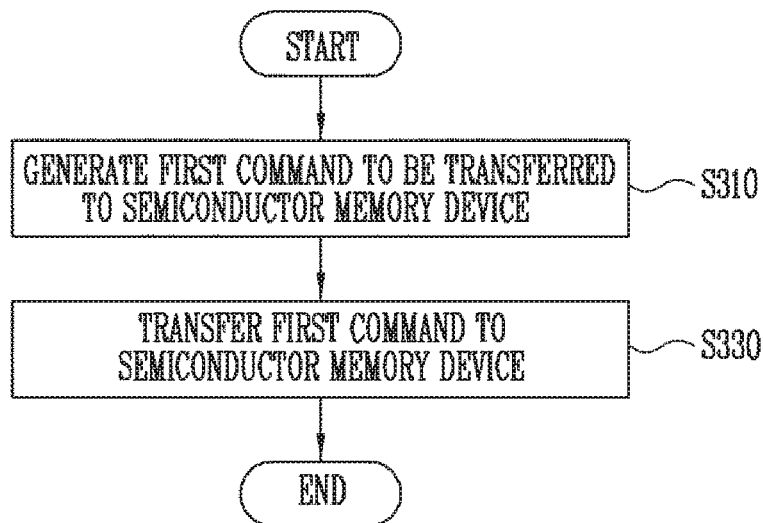 START
GENERATE FIRST COMMAND TO BE TRANSFERRED
TO SEMICONDUCTOR MEMORY DEVICE
S310
TRANSFER FIRST COMMAND TO
SEMICONDUCTOR MEMORY DEVICE
S330
END